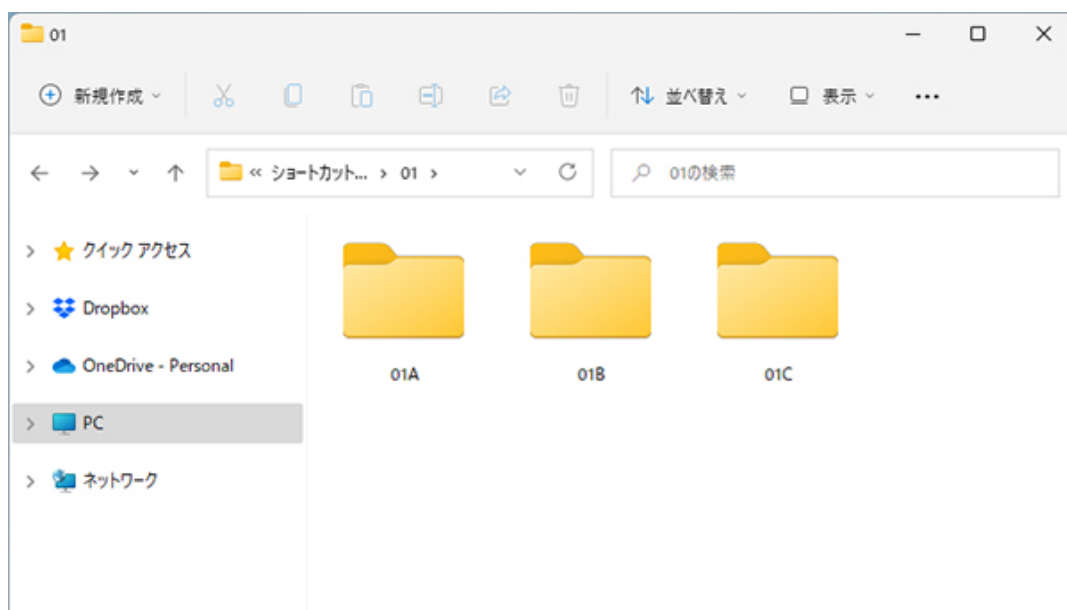 01
新規作成
並べ替え
表示
•••
« ショートカット... › 01 ›
01の検索
クイック アクセス
Dropbox
OneDrive - Personal
PC
ネットワーク
01A
01B
01C